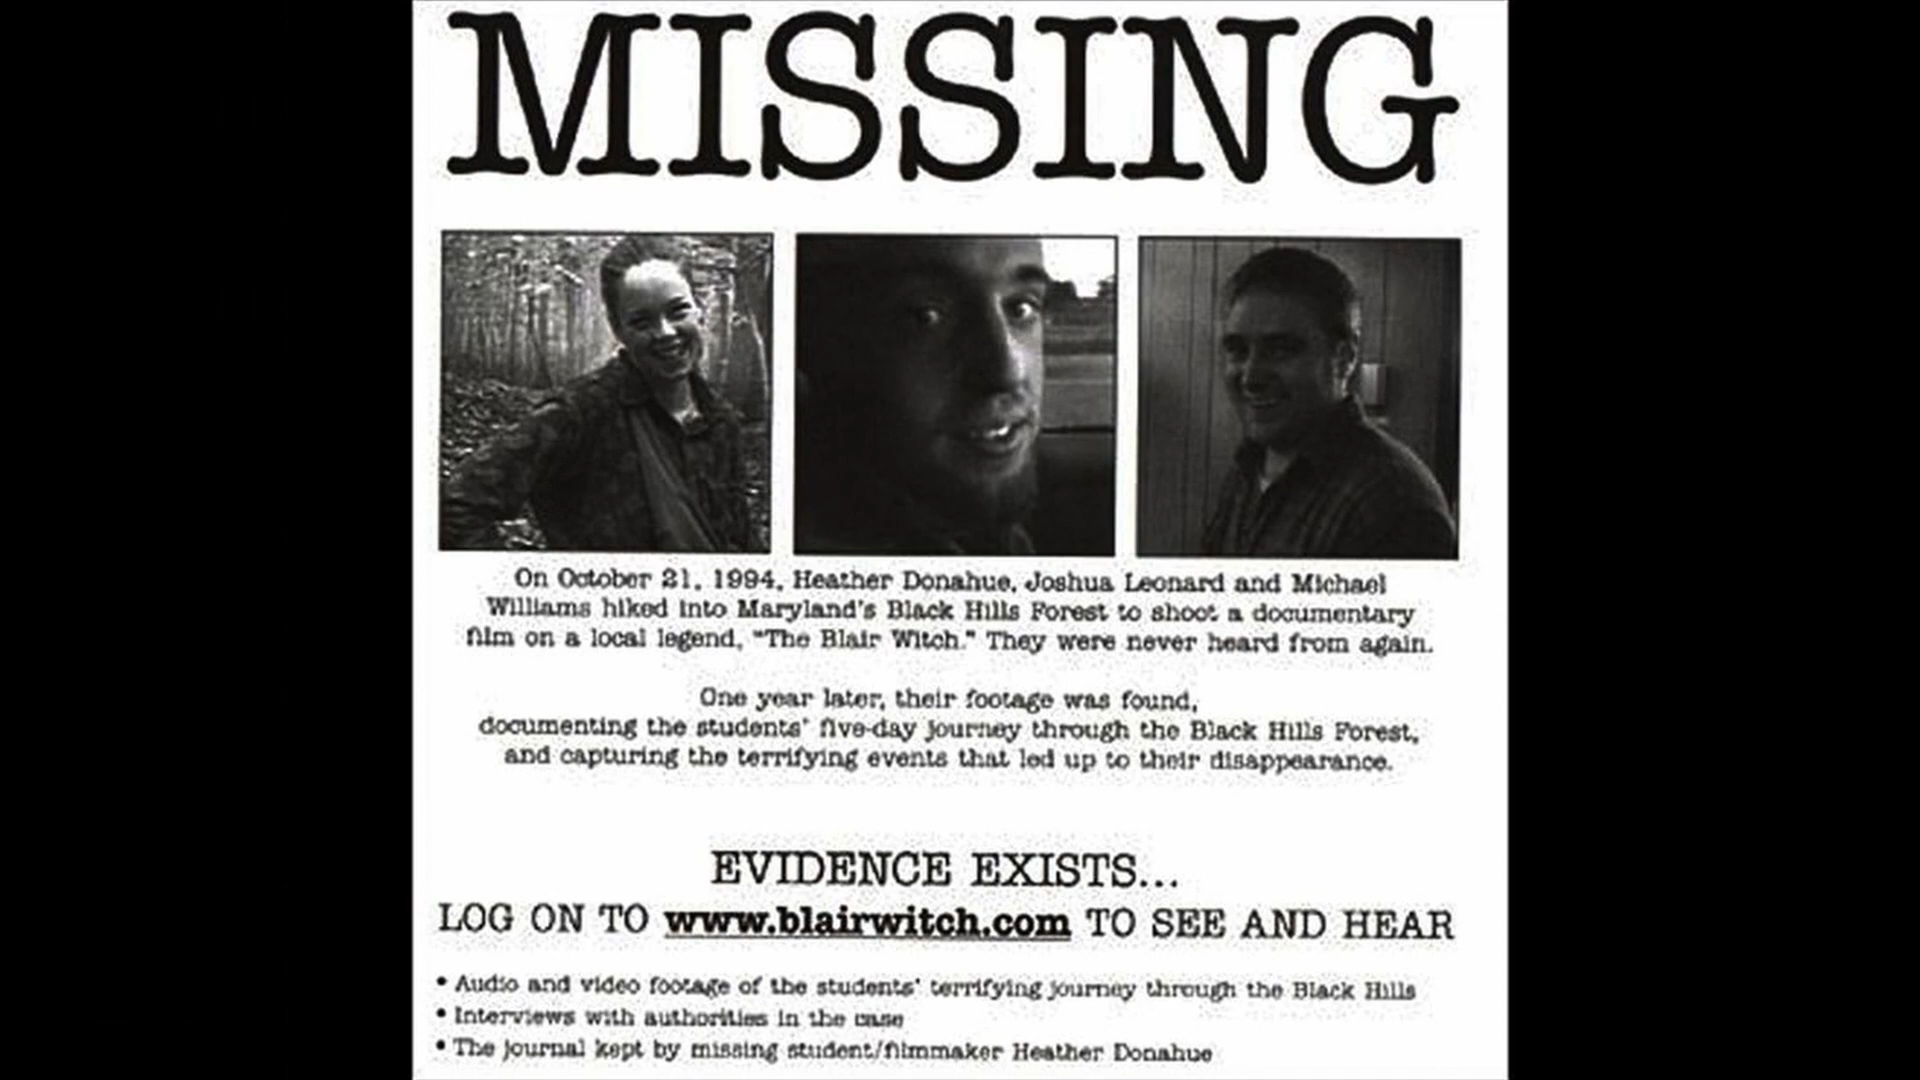 MISSING
On October 21, 1994, Heather Donahue, Joshua Leonard and Michael
Williams hiked into Maryland's Black Hills Forest to shoot a documentary
film on a local legend, "The Blair Witch." They were never heard from again.
One year later, their footage was found,
documenting the students' five-day journey through the Black Hills Forest,
and capturing the terrifying events that led up to their disappearance.
EVIDENCE EXISTS...
LOG ON TO www.blairwitch.com TO SEE AND HEAR
• Audio and video footage of the students' terrifying journey through the Black Hills
• Interviews with authorities in the case
• The journal kept by missing student/filmmaker Heather Donahue